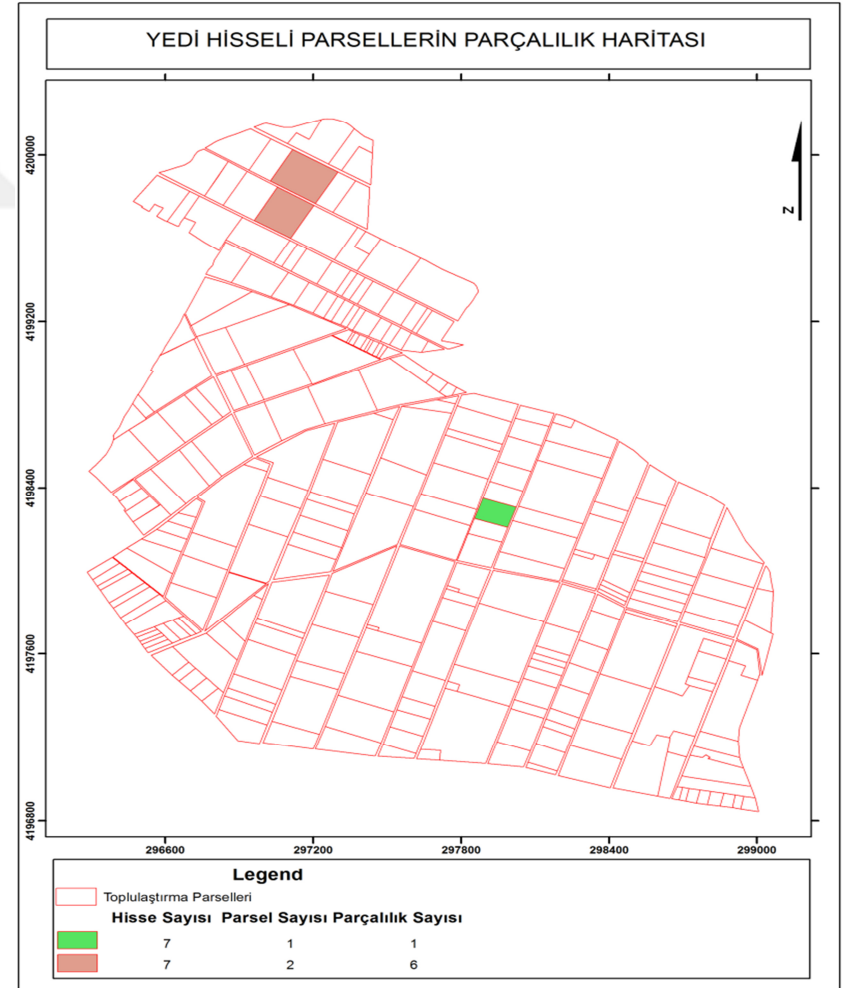 YEDİ HİSSELİ PARSELLERİN PARÇALILIK HARİTASI
4200000
4199200
4198400
4197600
4196800
N
296600 297200 297800 298400 299000
Legend
Toplulaştırma Parselleri
Hisse Sayısı Parsel Sayısı Parçalılık Sayısı
7 1 1
7 2 6